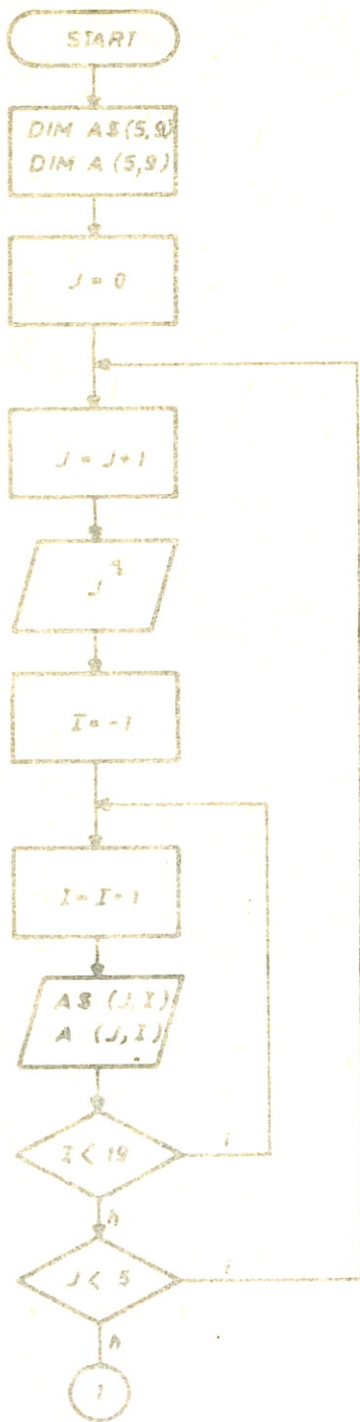 START
DIM A$(5,9)
DIM A (5,9)
J = 0
J = J+1
J
I = -1
I = I+1
A$ (J,I)
A (J,I)
I < 19
i
n
J < 5
i
n
1